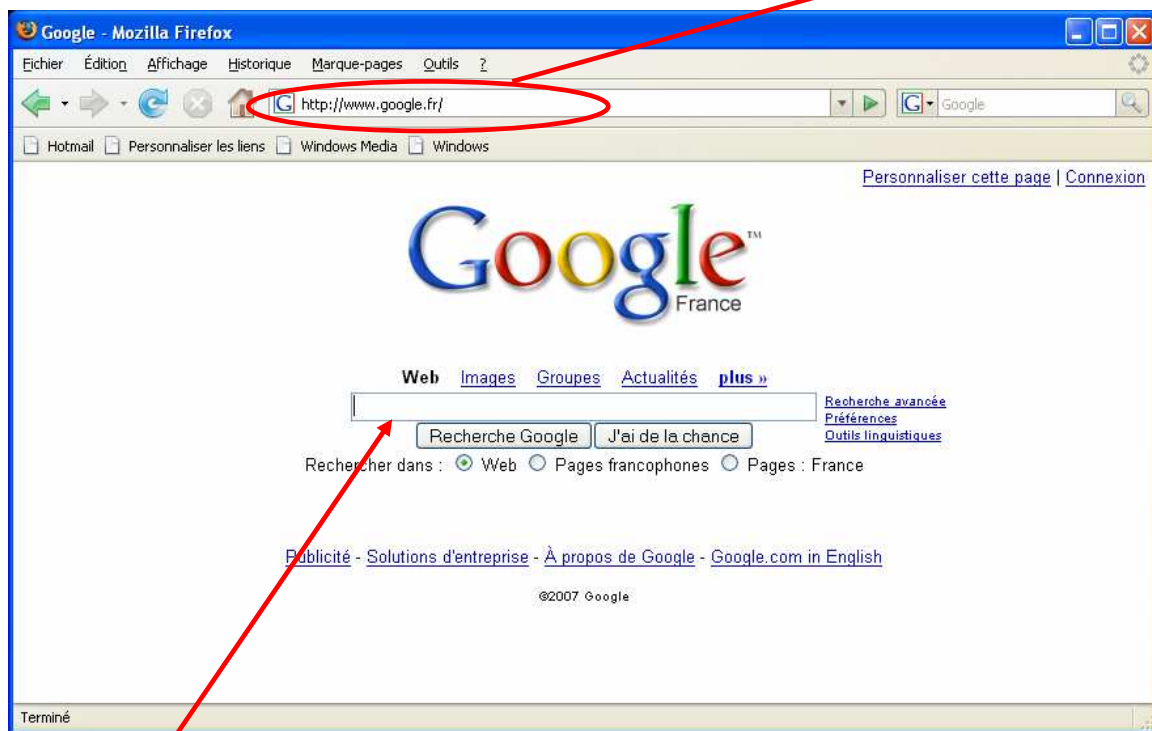 Google - Mozilla Firefox
Fichier Édition Affichage Historique Marque-pages Outils ?
G http://www.google.fr/ G Google
Hotmail Personnaliser les liens Windows Media Windows
Personnaliser cette page | Connexion
Google™
France
Web Images Groupes Actualités plus »
Recherche avancée
Préférences
Recherche Google J'ai de la chance Outils linguistiques
Rechercher dans : Web Pages francophones Pages : France
Publicité - Solutions d'entreprise - À propos de Google - Google.com in English
©2007 Google
Terminé